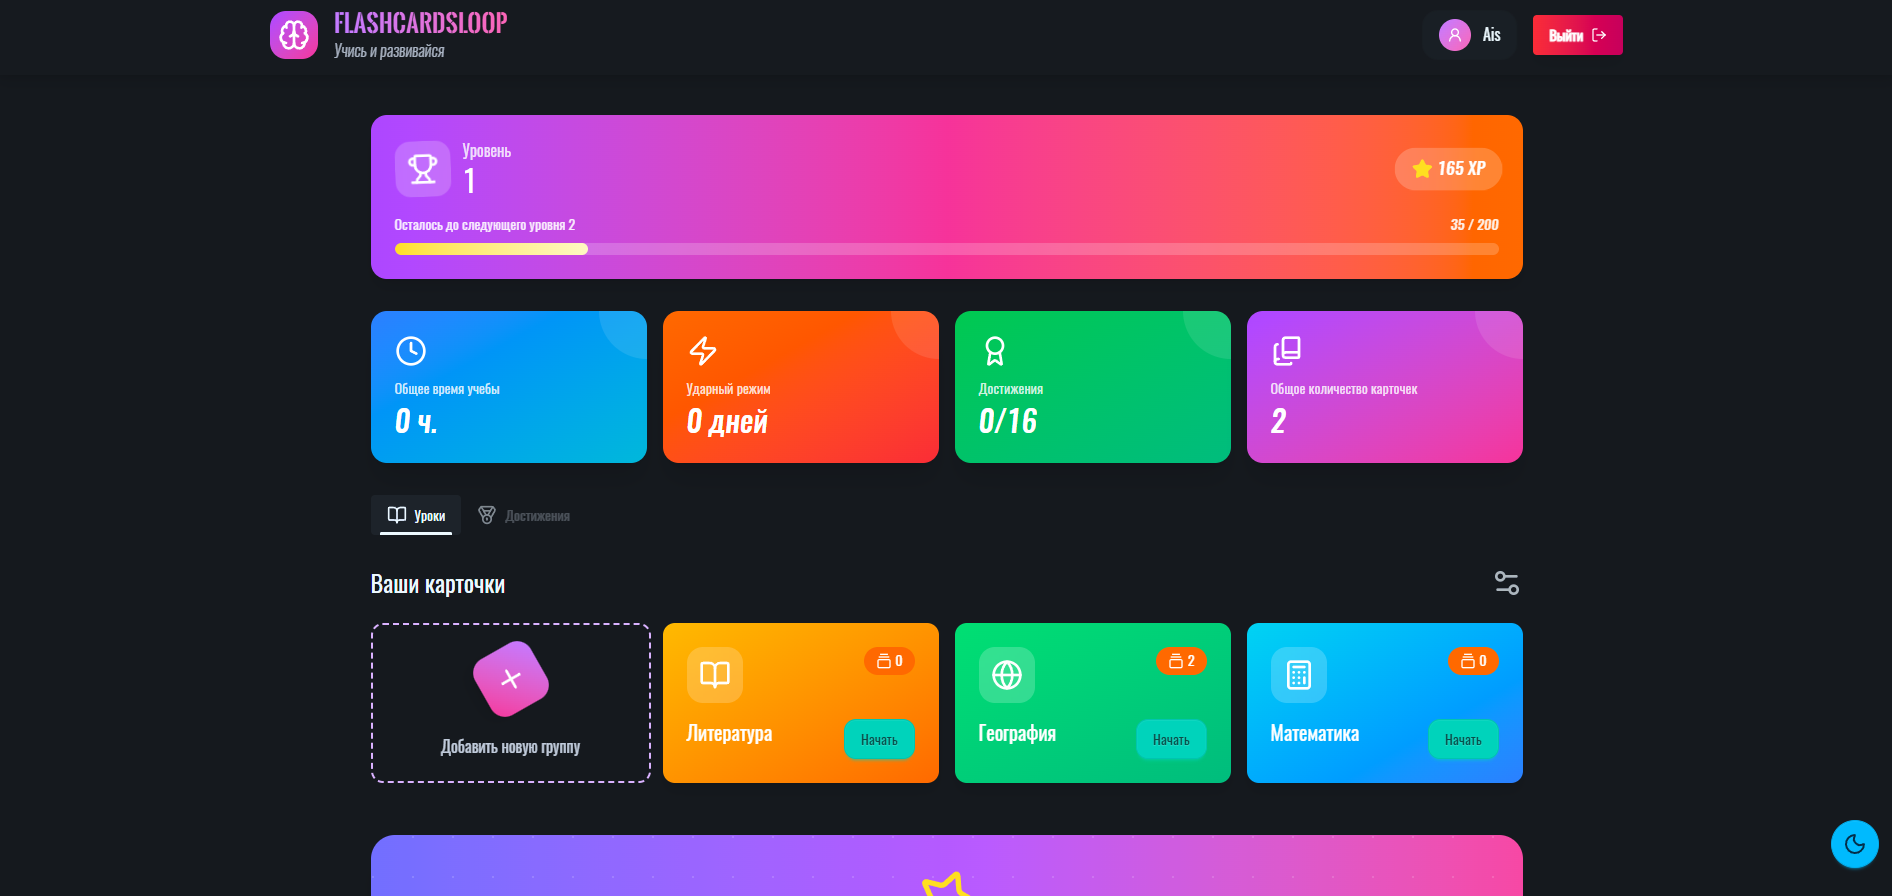 FLASHCARDSLOOP
Учись и развивайся
Ais
Выйти
Уровень
1
165 XP
Осталось до следующего уровня 2
35 / 200
Общее время учебы
0 ч.
Ударный режим
0 дней
Достижения
0/16
Общое количество карточек
2
Уроки
Достижения
Ваши карточки
Добавить новую группу
0
Литература
Начать
2
География
Начать
0
Математика
Начать